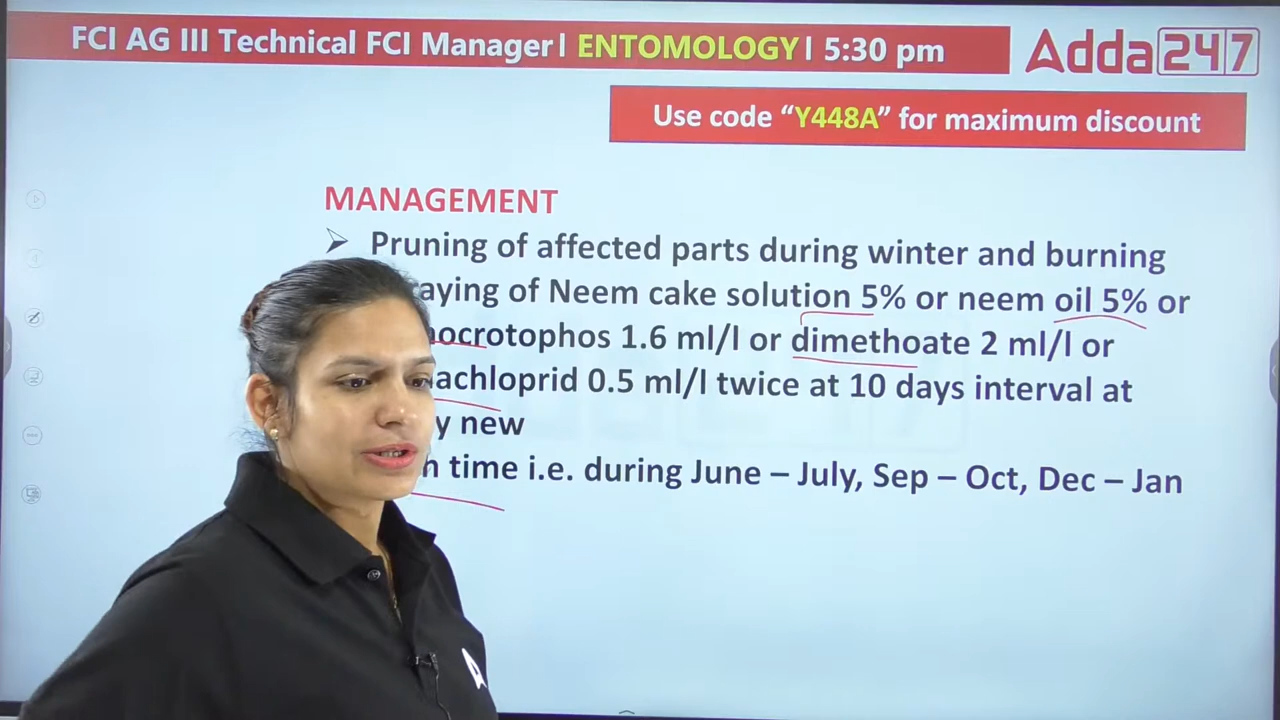 FCI AG III Technical FCI Manager| ENTOMOLOGY| 5:30 pm
Adda247
Use code “Y448A” for maximum discount
MANAGEMENT
➢ Pruning of affected parts during winter and burning
aying of Neem cake solution 5% or neem oil 5% or
ocrotophos 1.6 ml/l or dimethoate 2 ml/l or
achloprid 0.5 ml/l twice at 10 days interval at
y new
h time i.e. during June – July, Sep – Oct, Dec – Jan